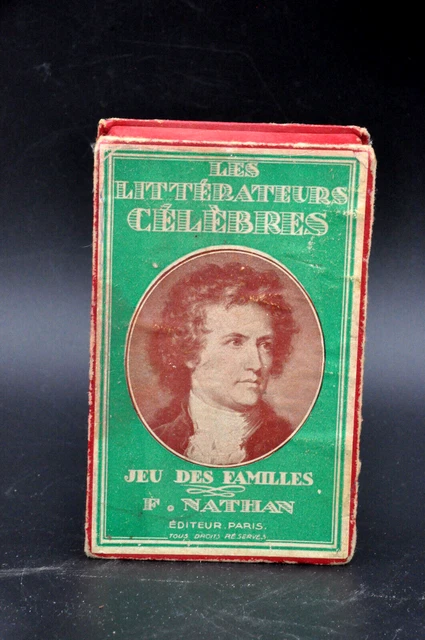 LES
LITTÉRATEURS
CÉLÈBRES
JEU DES FAMILLES
F. NATHAN
ÉDITEUR. PARIS.
TOUS DROITS RÉSERVÉS